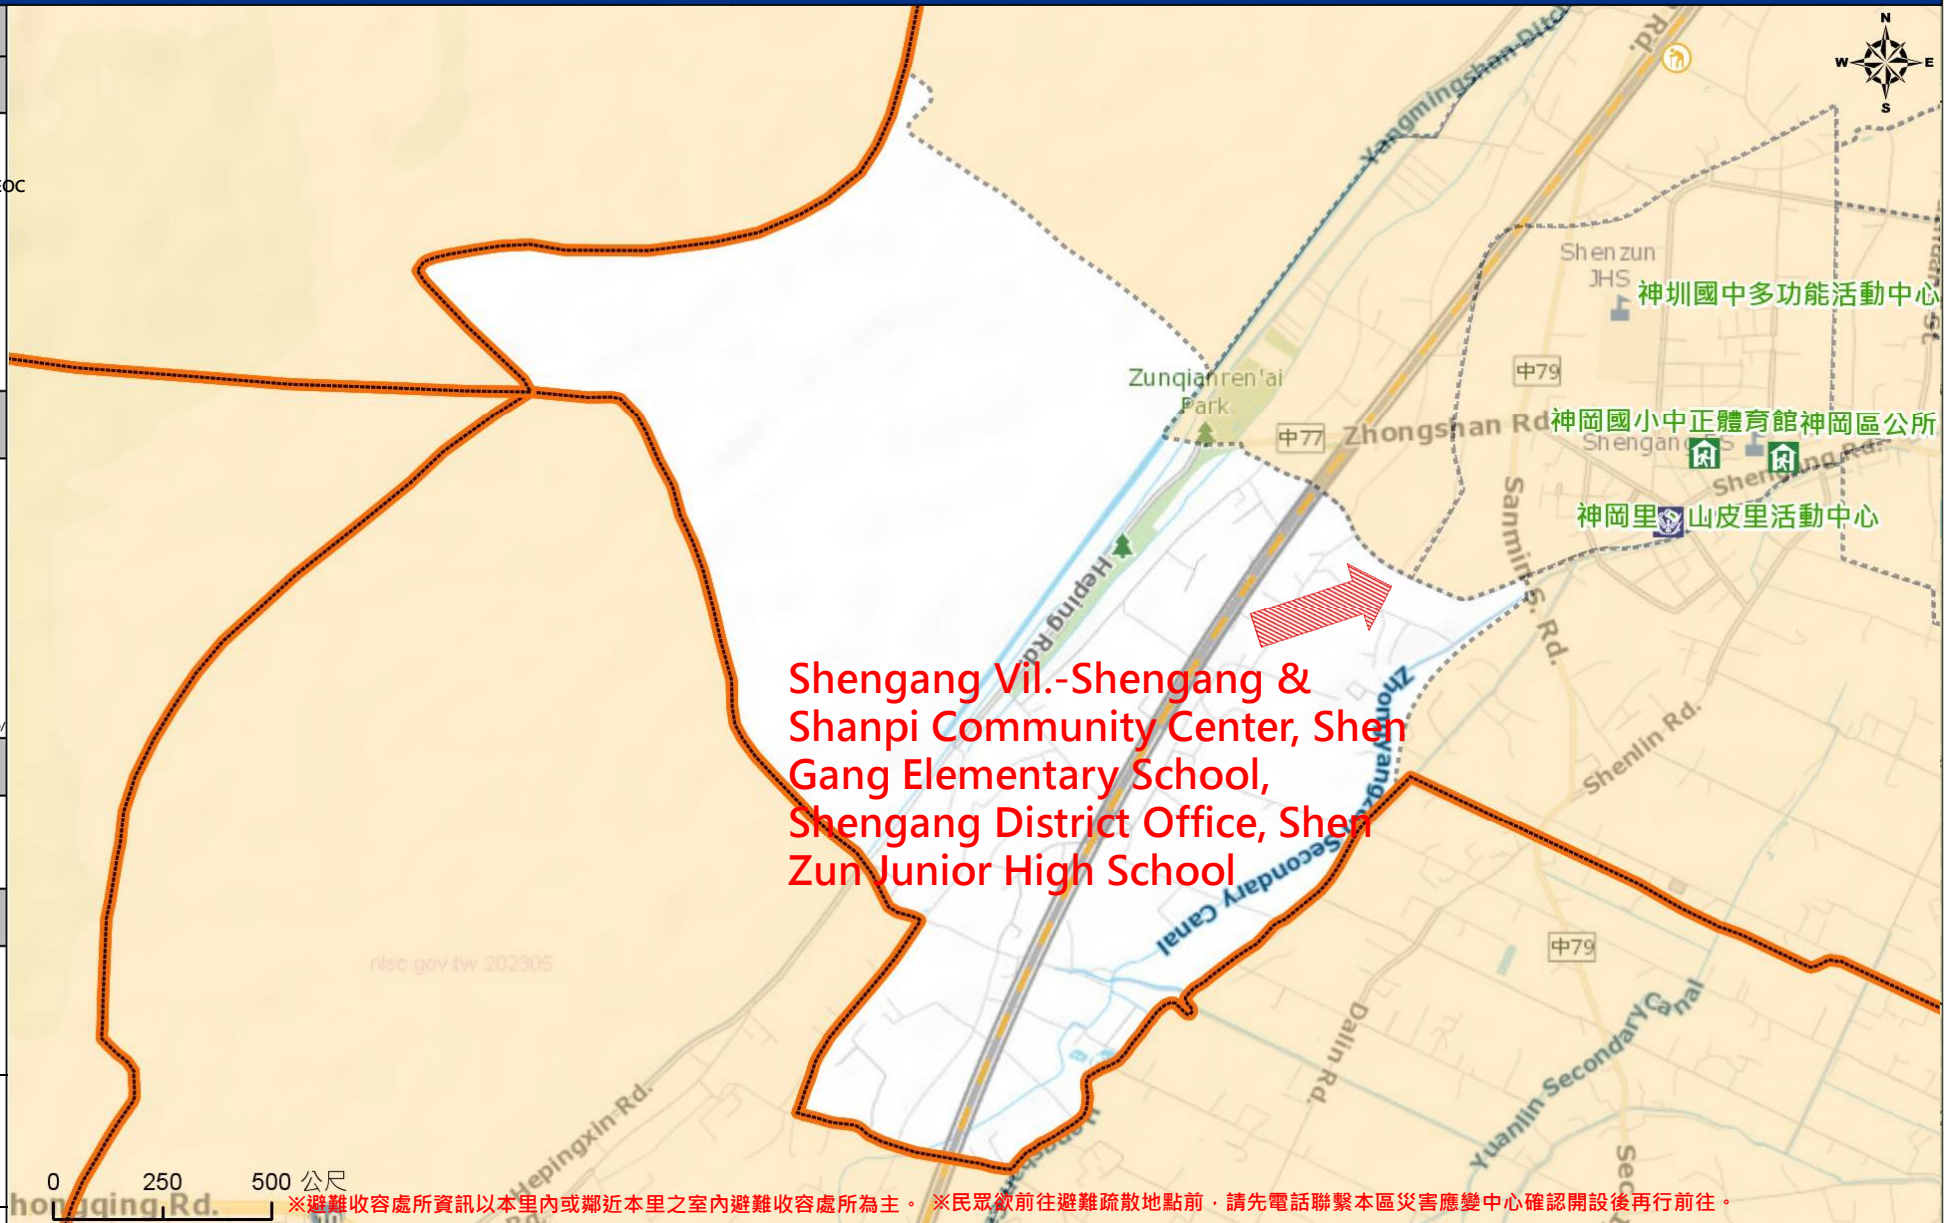 N
W
E
S
EOC
Rd.
Yangmingshan Ditch
Shenzun
JHS
神圳國中多功能活動中心
St
Zunqianren'ai
Park
中79
中77
Zhongshan Rd
神岡國小中正體育館
神岡區公所
Shengang ES
Shengang Rd.
神岡里
山皮里活動中心
Sanmin S. Rd.
Heping Rd.
Shengang Vil.-Shengang &
Shanpi Community Center, Shen
Gang Elementary School,
Shengang District Office, Shen
Zun Junior High School
Secondary Canal
Shenlin Rd.
中79
nlsc.gov.tw 202305
Dalin Rd.
Yuanlin Secondary Canal
Hepingxin Rd.
Sec
0 250 500 公尺
hongqing Rd.
Rd.
※避難收容處所資訊以本里內或鄰近本里之室內避難收容處所為主。 ※民眾欲前往避難疏散地點前，請先電話聯繫本區災害應變中心確認開設後再行前往。